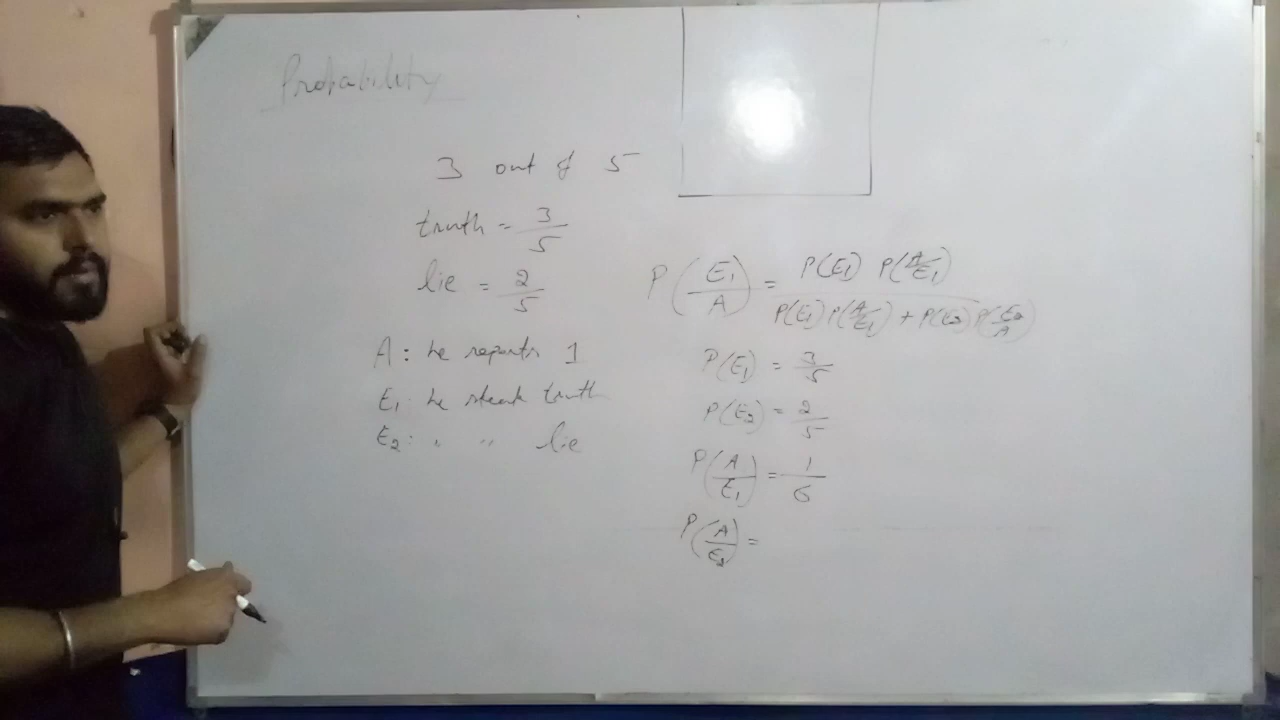 Probability
3 out of 5
truth = 3/5
lie = 2/5
A : he reports 1
E₁ : he speak truth
E₂ : " " lie
P(E₁/A) = P(E₁) P(A/E₁) / P(E₁) P(A/E₁) + P(E₂) P(E₂/A)
P(E₁) = 3/5
P(E₂) = 2/5
P(A/E₁) = 1/6
P(A/E₂) =